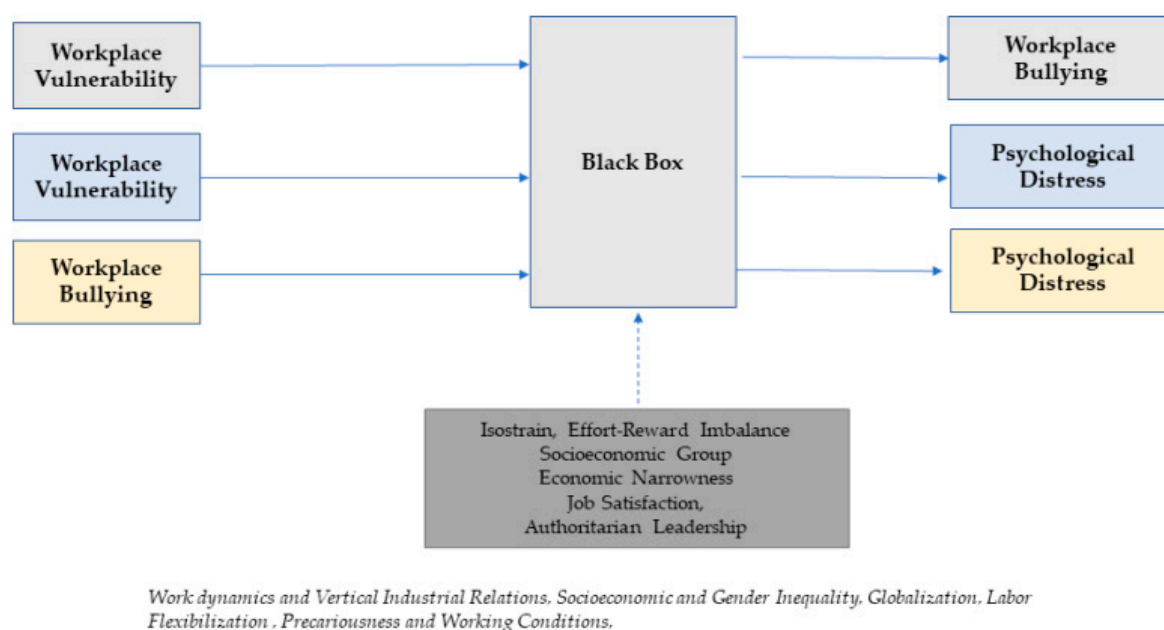 Workplace
Vulnerability
Black Box
Workplace
Bullying
Workplace
Vulnerability
Psychological
Distress
Workplace
Bullying
Psychological
Distress
Isostrain, Effort-Reward Imbalance
Socioeconomic Group
Economic Narrowness
Job Satisfaction,
Authoritarian Leadership
Work dynamics and Vertical Industrial Relations, Socioeconomic and Gender Inequality, Globalization, Labor
Flexibilization , Precariousness and Working Conditions.